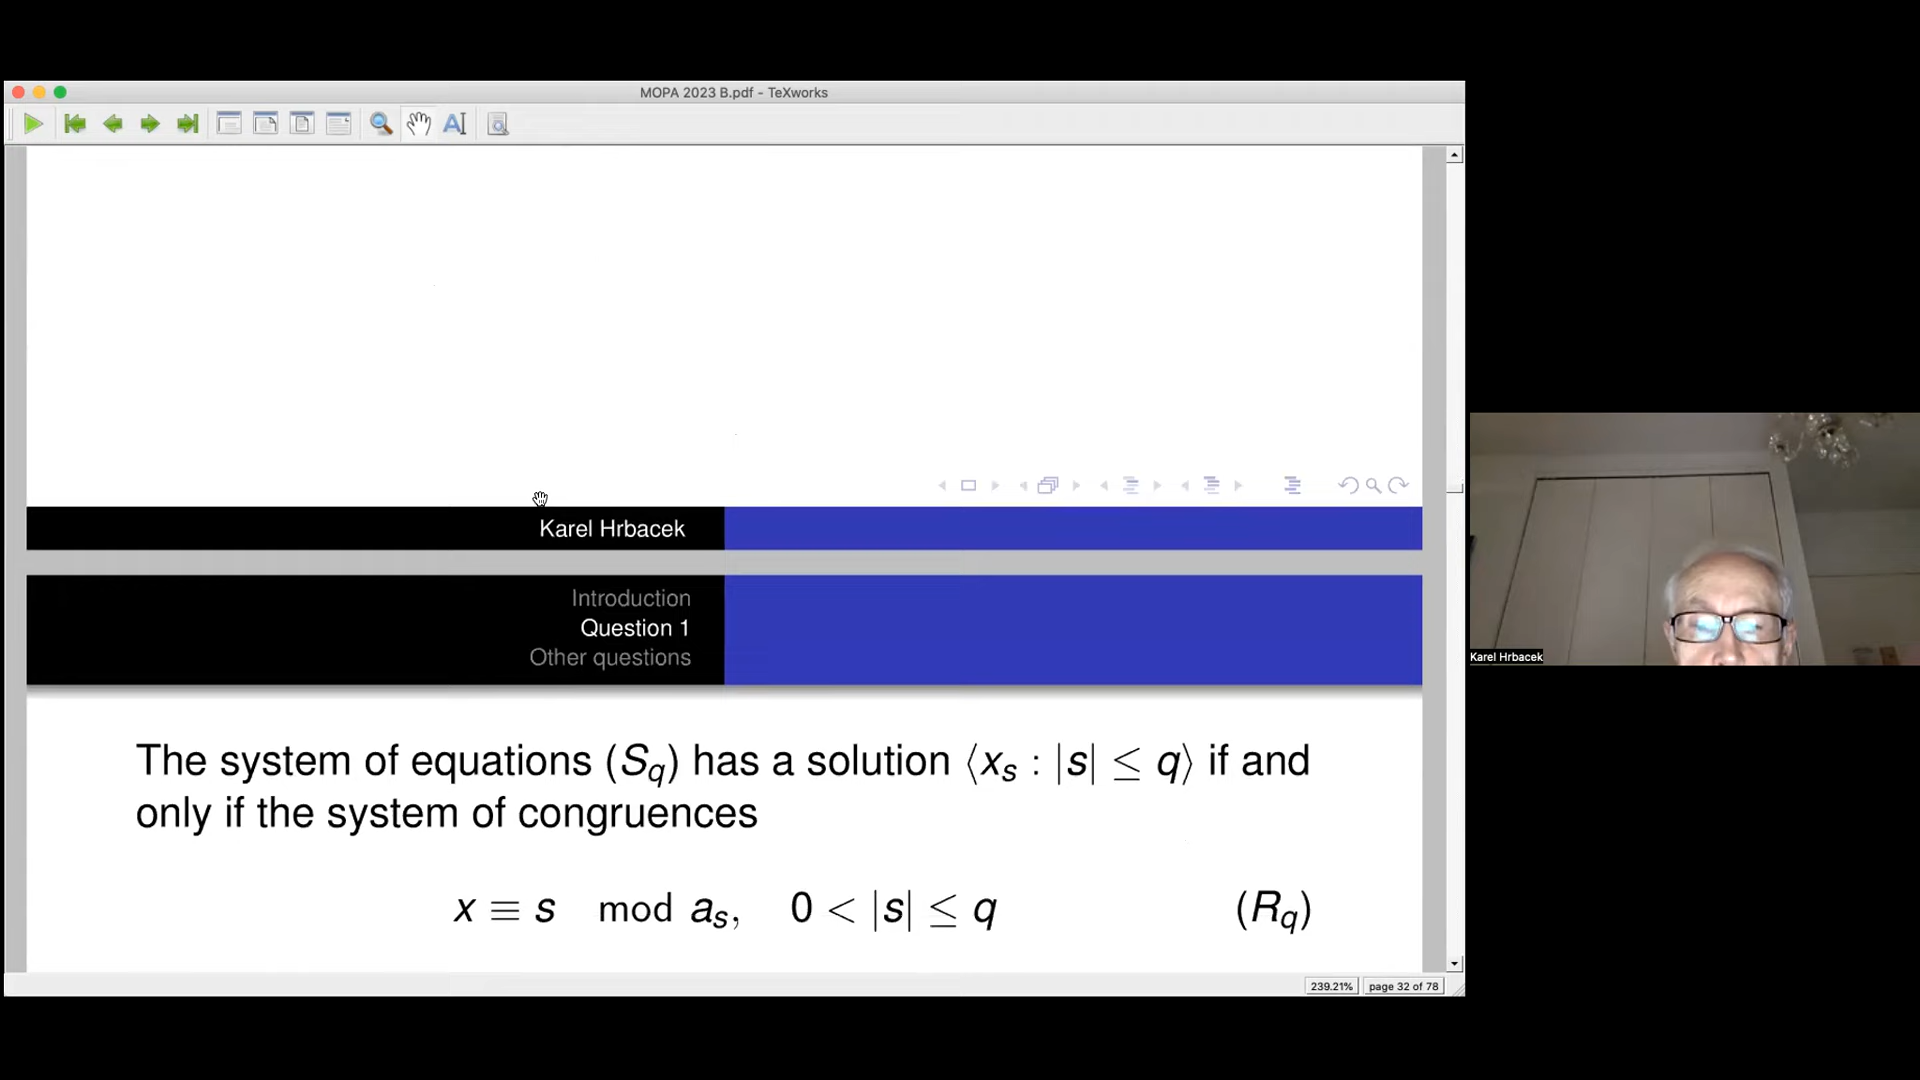 MOPA 2023 B.pdf - TeXworks
Karel Hrbacek
Introduction
Question 1
Other questions
The system of equations (S_q) has a solution ⟨x_s : |s| ≤ q⟩ if and
only if the system of congruences
x ≡ s mod a_s, 0 < |s| ≤ q (R_q)
239.21% page 32 of 78
Karel Hrbacek